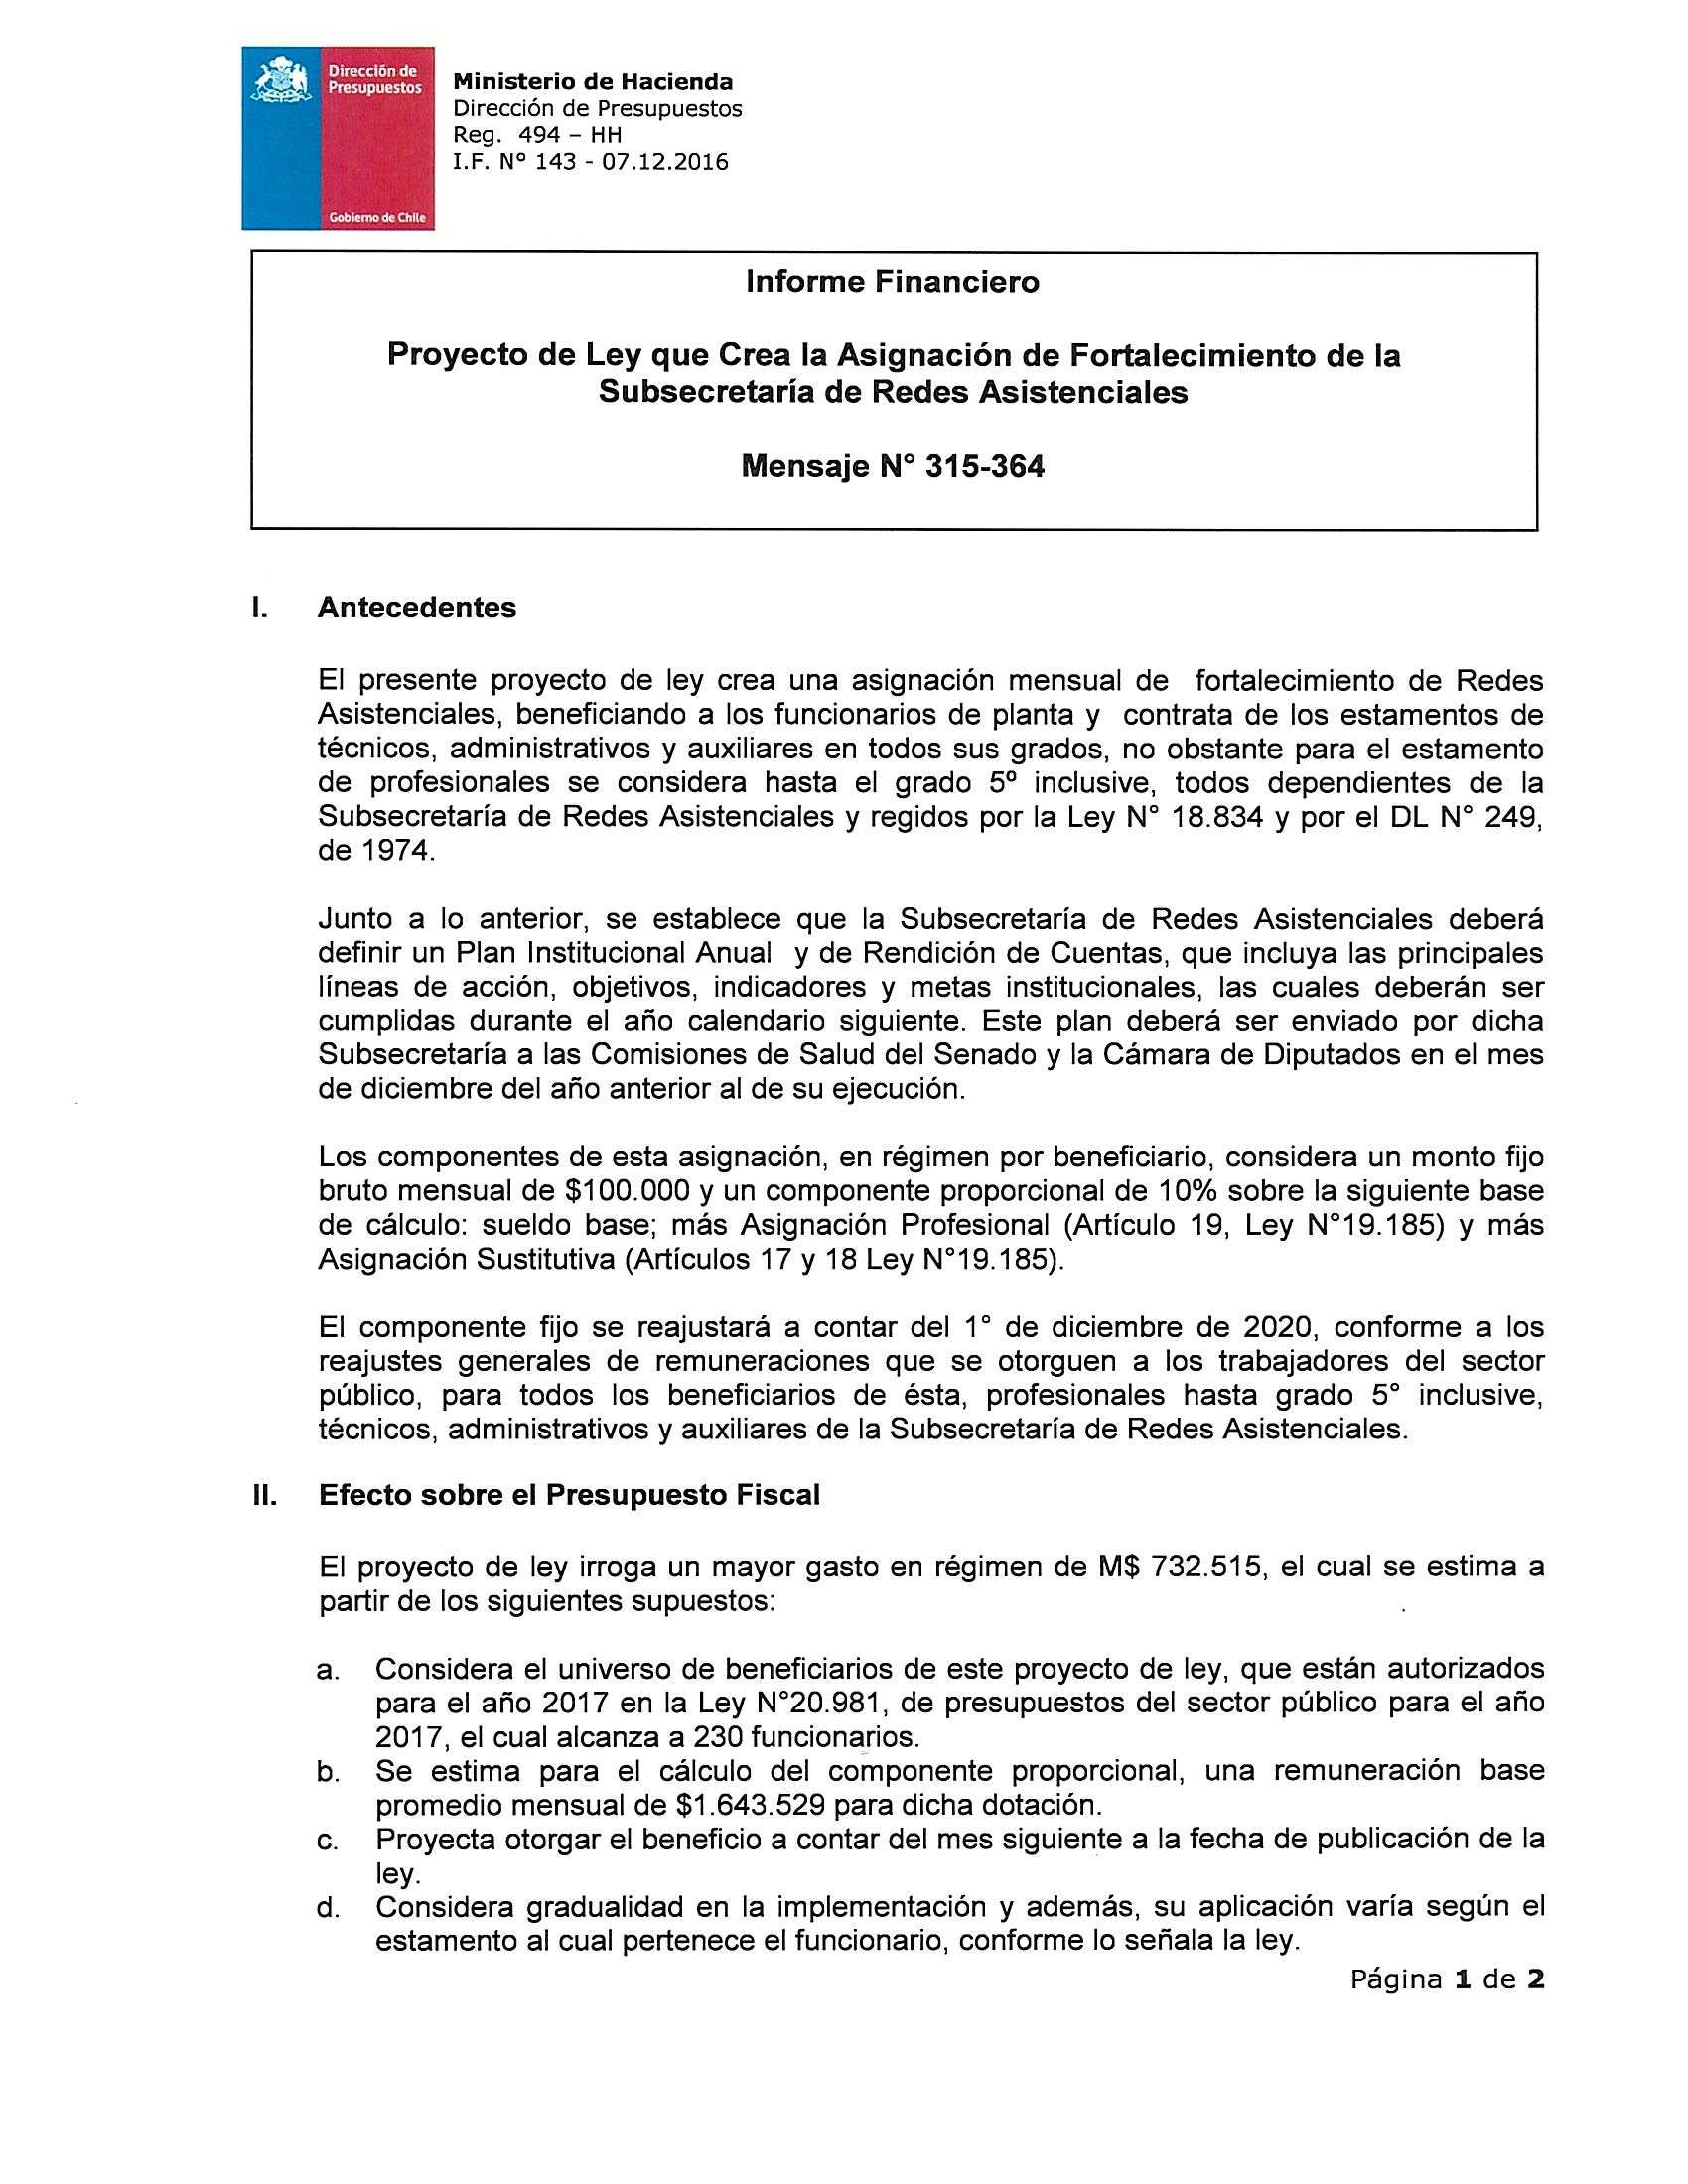 Dirección de
Presupuestos
Gobierno de Chile
Ministerio de Hacienda
Dirección de Presupuestos
Reg. 494 – HH
I.F. Nº 143 - 07.12.2016
Informe Financiero
Proyecto de Ley que Crea la Asignación de Fortalecimiento de la
Subsecretaría de Redes Asistenciales
Mensaje N° 315-364
I. Antecedentes
El presente proyecto de ley crea una asignación mensual de fortalecimiento de Redes
Asistenciales, beneficiando a los funcionarios de planta y contrata de los estamentos de
técnicos, administrativos y auxiliares en todos sus grados, no obstante para el estamento
de profesionales se considera hasta el grado 5º inclusive, todos dependientes de la
Subsecretaría de Redes Asistenciales y regidos por la Ley N° 18.834 y por el DL N° 249,
de 1974.
Junto a lo anterior, se establece que la Subsecretaría de Redes Asistenciales deberá
definir un Plan Institucional Anual y de Rendición de Cuentas, que incluya las principales
líneas de acción, objetivos, indicadores y metas institucionales, las cuales deberán ser
cumplidas durante el año calendario siguiente. Este plan deberá ser enviado por dicha
Subsecretaría a las Comisiones de Salud del Senado y la Cámara de Diputados en el mes
de diciembre del año anterior al de su ejecución.
Los componentes de esta asignación, en régimen por beneficiario, considera un monto fijo
bruto mensual de $100.000 y un componente proporcional de 10% sobre la siguiente base
de cálculo: sueldo base; más Asignación Profesional (Artículo 19, Ley N°19.185) y más
Asignación Sustitutiva (Artículos 17 y 18 Ley N°19.185).
El componente fijo se reajustará a contar del 1° de diciembre de 2020, conforme a los
reajustes generales de remuneraciones que se otorguen a los trabajadores del sector
público, para todos los beneficiarios de ésta, profesionales hasta grado 5° inclusive,
técnicos, administrativos y auxiliares de la Subsecretaría de Redes Asistenciales.
II. Efecto sobre el Presupuesto Fiscal
El proyecto de ley irroga un mayor gasto en régimen de M$ 732.515, el cual se estima a
partir de los siguientes supuestos:
a. Considera el universo de beneficiarios de este proyecto de ley, que están autorizados
para el año 2017 en la Ley N°20.981, de presupuestos del sector público para el año
2017, el cual alcanza a 230 funcionarios.
b. Se estima para el cálculo del componente proporcional, una remuneración base
promedio mensual de $1.643.529 para dicha dotación.
c. Proyecta otorgar el beneficio a contar del mes siguiente a la fecha de publicación de la
ley.
d. Considera gradualidad en la implementación y además, su aplicación varía según el
estamento al cual pertenece el funcionario, conforme lo señala la ley.
Página 1 de 2